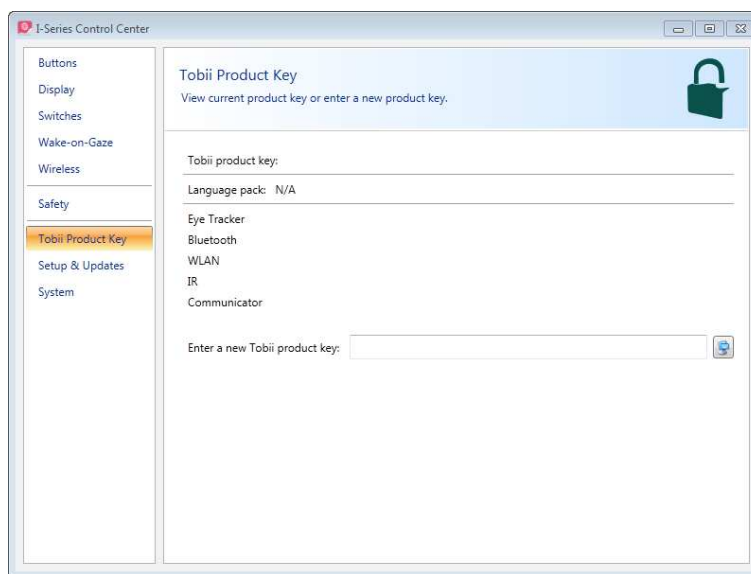 I-Series Control Center
Buttons
Display
Switches
Wake-on-Gaze
Wireless
Safety
Tobii Product Key
Setup & Updates
System
Tobii Product Key
View current product key or enter a new product key.
Tobii product key:
Language pack: N/A
Eye Tracker
Bluetooth
WLAN
IR
Communicator
Enter a new Tobii product key: